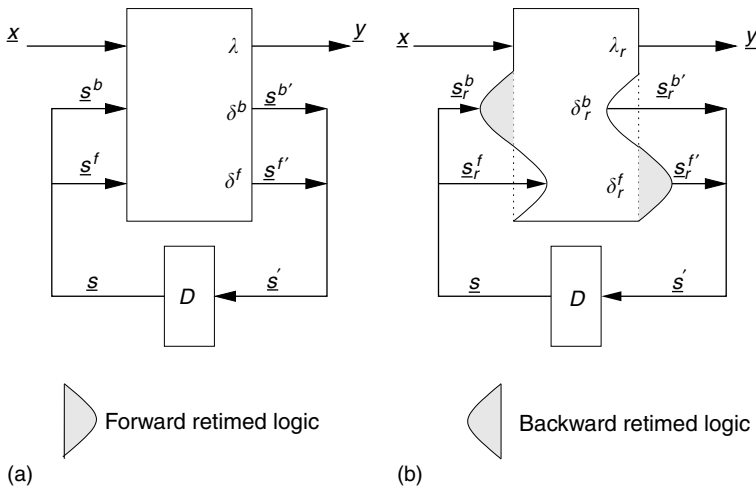 x λ y
s^b δ^b s^b'
s^f δ^f s^f'
s D s'
x λ_r y
s_r^b δ_r^b s_r^b'
s_r^f δ_r^f s_r^f'
s D s'
Forward retimed logic
Backward retimed logic
(a)
(b)